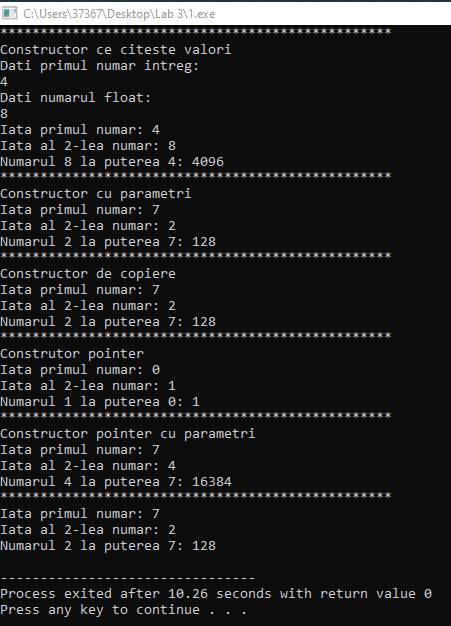 C:\Users\37367\Desktop\Lab 3\1.exe
*************************************************
Constructor ce citeste valori
Dati primul numar intreg:
4
Dati numarul float:
8
Iata primul numar: 4
Iata al 2-lea numar: 8
Numarul 8 la puterea 4: 4096
*************************************************
Constructor cu parametri
Iata primul numar: 7
Iata al 2-lea numar: 2
Numarul 2 la puterea 7: 128
*************************************************
Constructor de copiere
Iata primul numar: 7
Iata al 2-lea numar: 2
Numarul 2 la puterea 7: 128
*************************************************
Construtor pointer
Iata primul numar: 0
Iata al 2-lea numar: 1
Numarul 1 la puterea 0: 1
*************************************************
Constructor pointer cu parametri
Iata primul numar: 7
Iata al 2-lea numar: 4
Numarul 4 la puterea 7: 16384
*************************************************
Iata primul numar: 7
Iata al 2-lea numar: 2
Numarul 2 la puterea 7: 128
--------------------------------
Process exited after 10.26 seconds with return value 0
Press any key to continue . . .